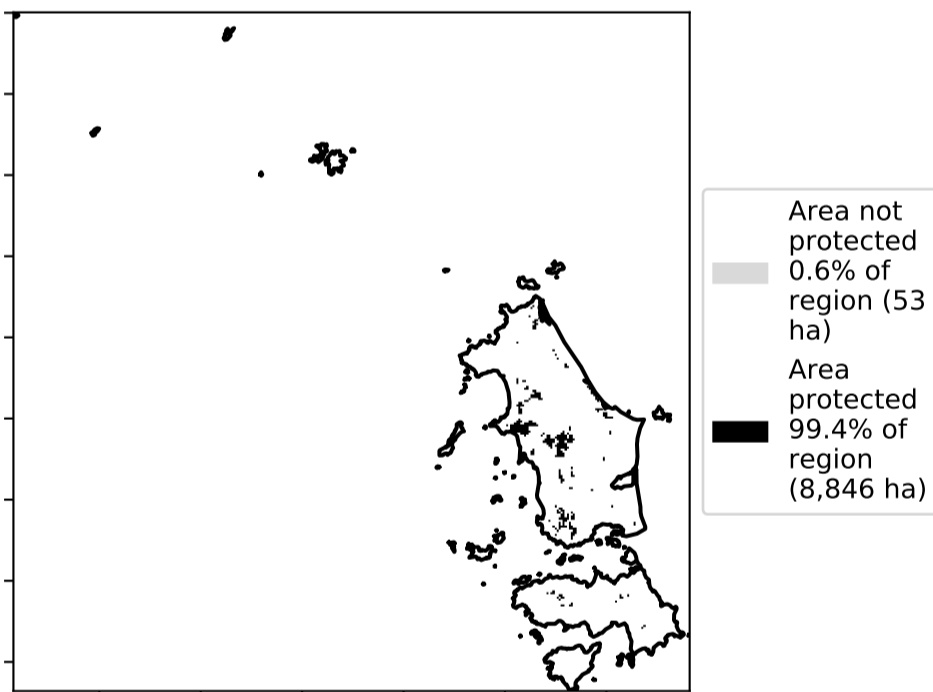 Area not
protected
0.6% of
region (53
ha)
Area
protected
99.4% of
region
(8,846 ha)